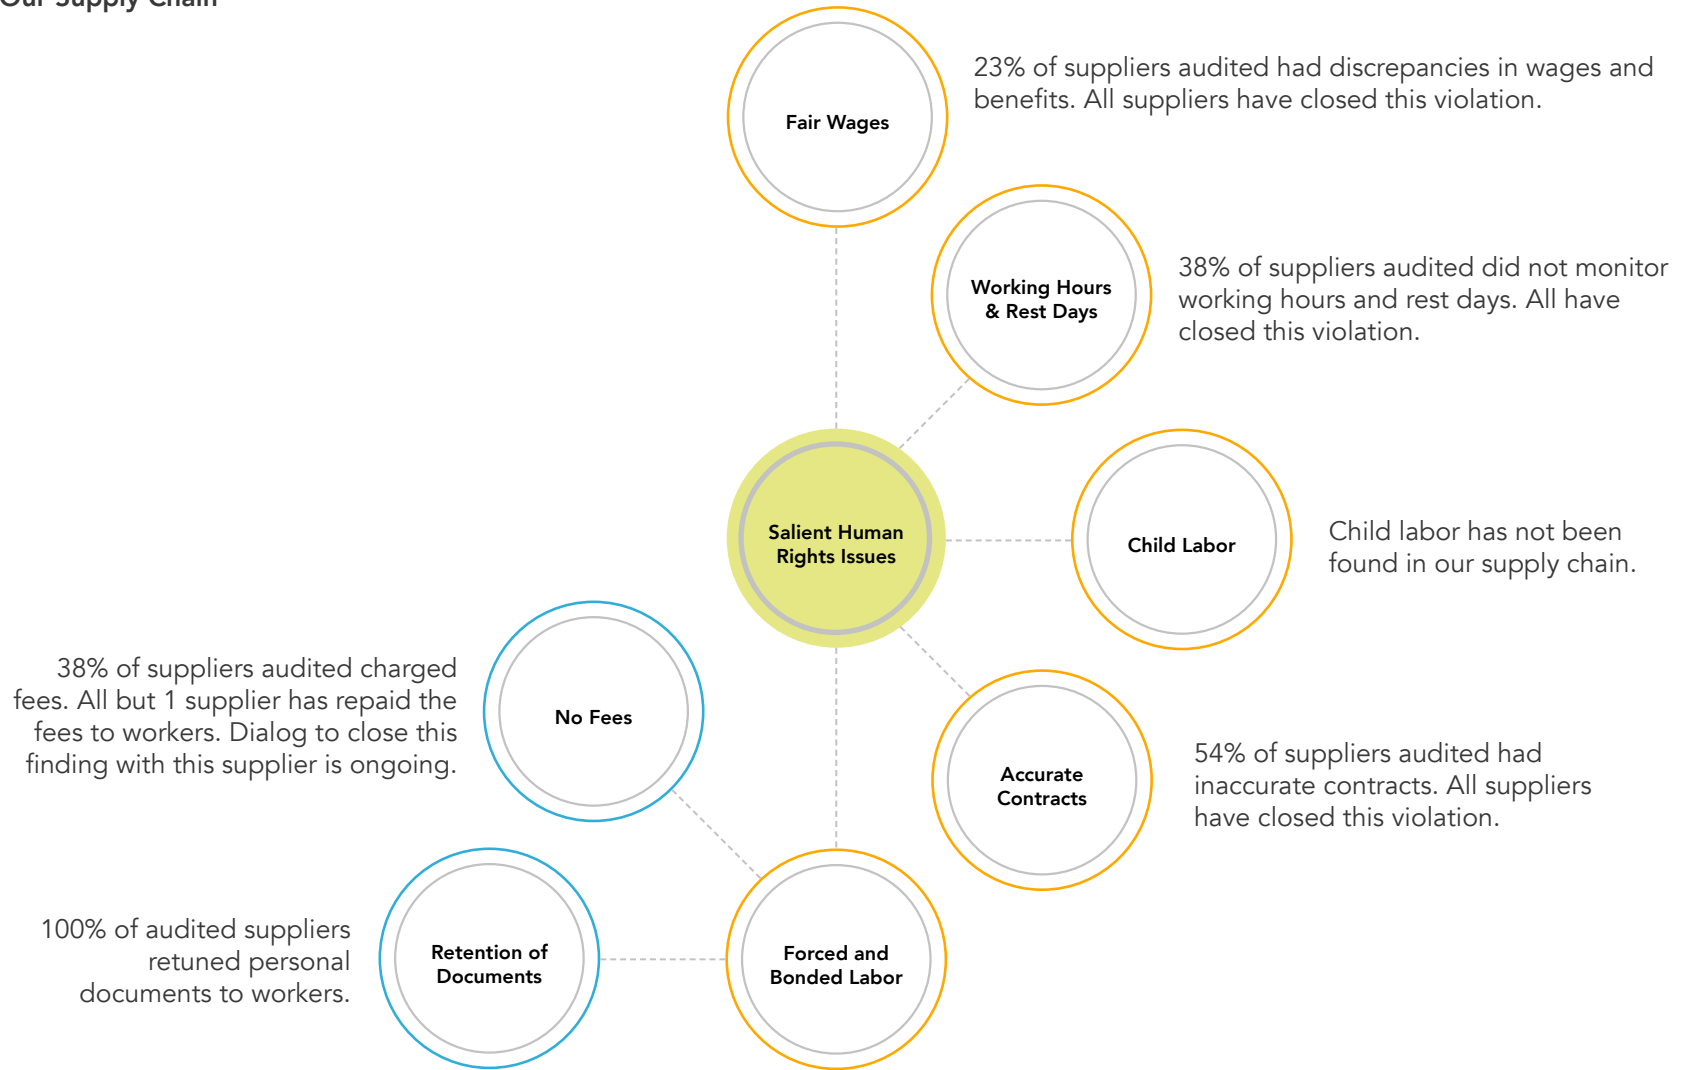 Our Supply Chain
Fair Wages
23% of suppliers audited had discrepancies in wages and
benefits. All suppliers have closed this violation.
Working Hours
& Rest Days
38% of suppliers audited did not monitor
working hours and rest days. All have
closed this violation.
Salient Human
Rights Issues
Child Labor
Child labor has not been
found in our supply chain.
38% of suppliers audited charged
fees. All but 1 supplier has repaid the
fees to workers. Dialog to close this
finding with this supplier is ongoing.
No Fees
Accurate
Contracts
54% of suppliers audited had
inaccurate contracts. All suppliers
have closed this violation.
100% of audited suppliers
retuned personal
documents to workers.
Retention of
Documents
Forced and
Bonded Labor